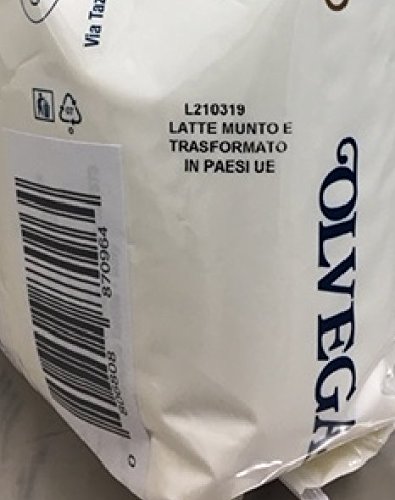 Via Taz
L210319
LATTE MUNTO E
TRASFORMATO
IN PAESI UE
OLVEGA
870964